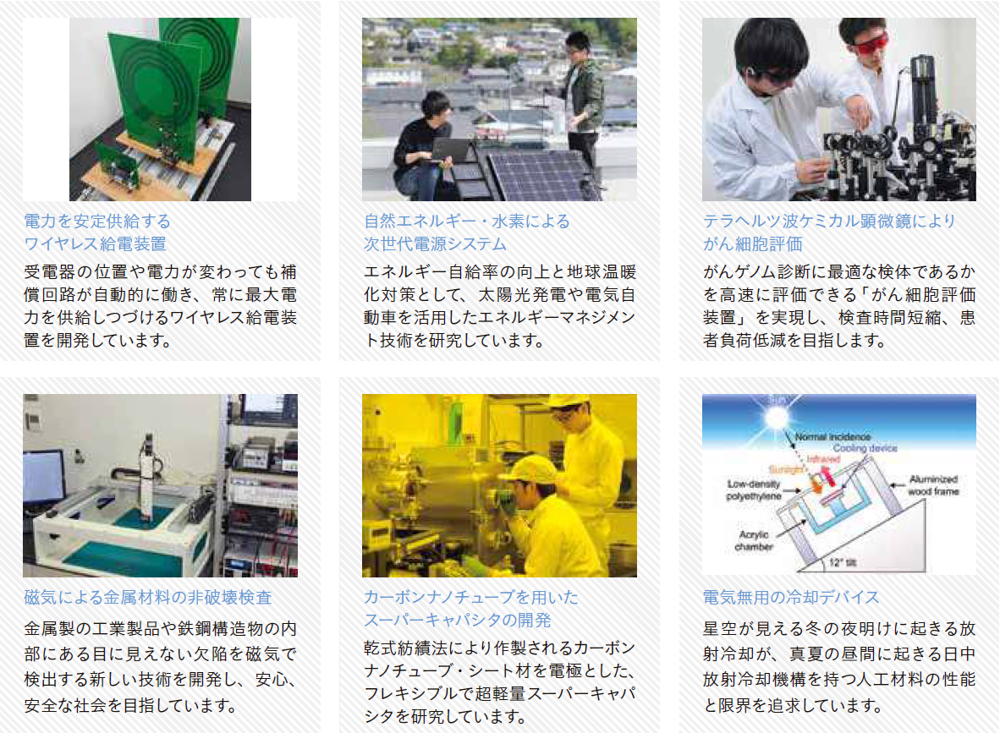 電力を安定供給する
ワイヤレス給電装置
受電器の位置や電力が変わっても補
償回路が自動的に働き、常に最大電
力を供給しつづけるワイヤレス給電装
置を開発しています。
自然エネルギー・水素による
次世代電源システム
エネルギー自給率の向上と地球温暖
化対策として、太陽光発電や電気自
動車を活用したエネルギーマネジメン
ト技術を研究しています。
テラヘルツ波ケミカル顕微鏡により
がん細胞評価
がんゲノム診断に最適な検体であるか
を高速に評価できる「がん細胞評価
装置」を実現し、検査時間短縮、患
者負荷低減を目指します。
磁気による金属材料の非破壊検査
金属製の工業製品や鉄鋼構造物の内
部にある目に見えない欠陥を磁気で
検出する新しい技術を開発し、安心、
安全な社会を目指しています。
カーボンナノチューブを用いた
スーパーキャパシタの開発
乾式紡績法により作製されるカーボン
ナノチューブ・シート材を電極とした、
フレキシブルで超軽量スーパーキャパ
シタを研究しています。
Sun
Normal incidence
Cooling device
Infrared
Sunlight
Low-density
polyethylene
Aluminized
wood frame
Acrylic
chamber
12° tilt
電気無用の冷却デバイス
星空が見える冬の夜明けに起きる放
射冷却が、真夏の昼間に起きる日中
放射冷却機構を持つ人工材料の性能
と限界を追求しています。